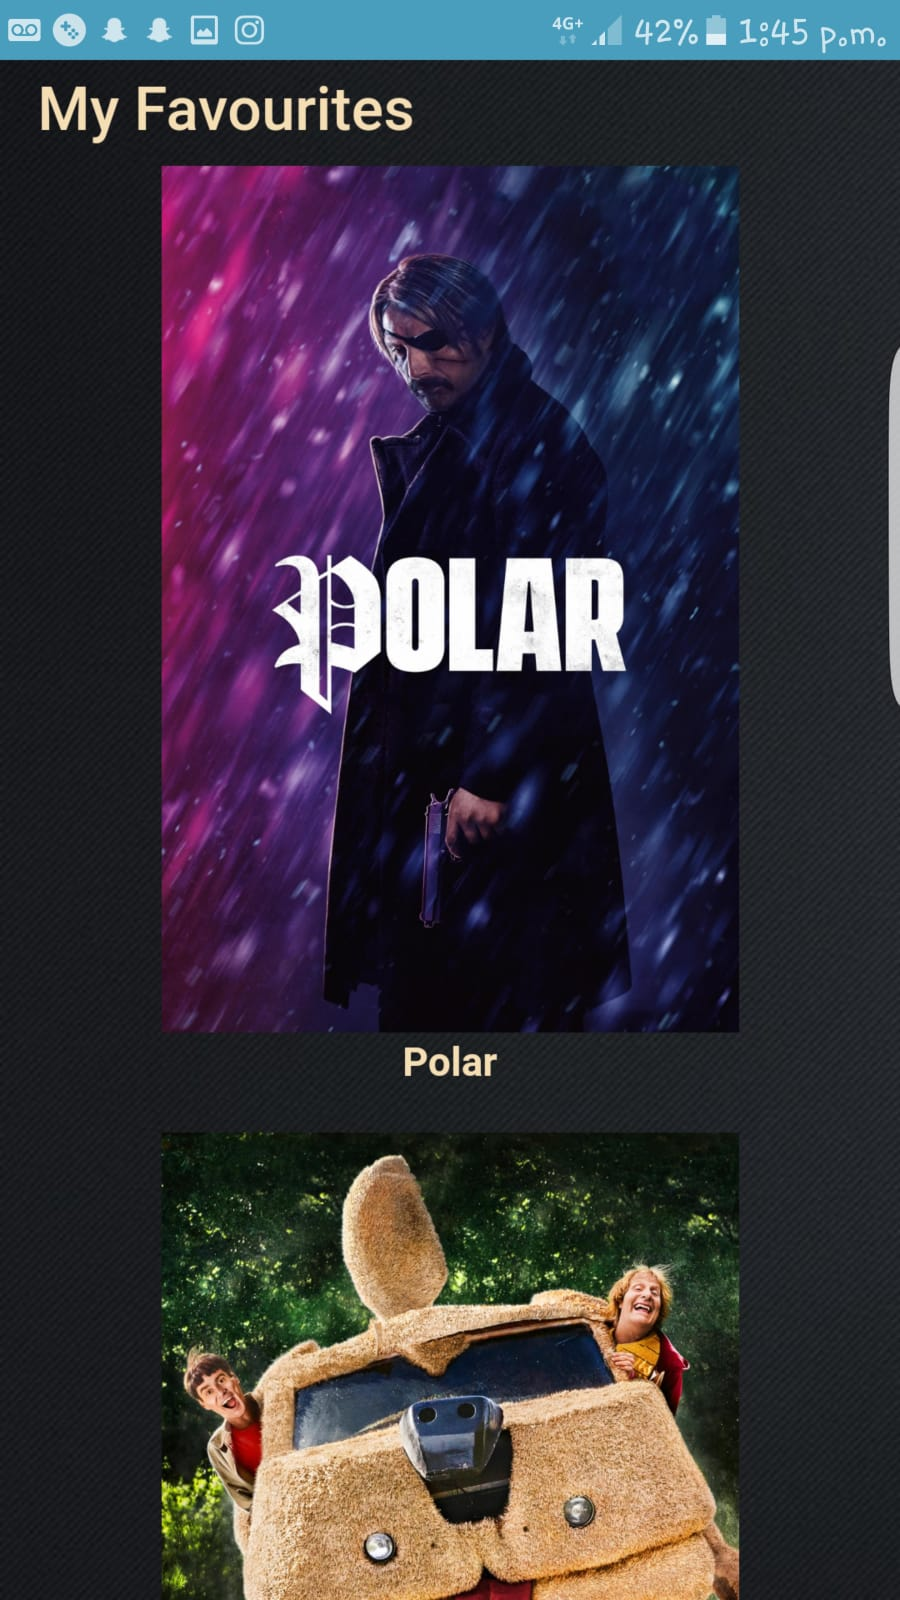 4G+ 42% 1:45 p.m.
My Favourites
POLAR
Polar